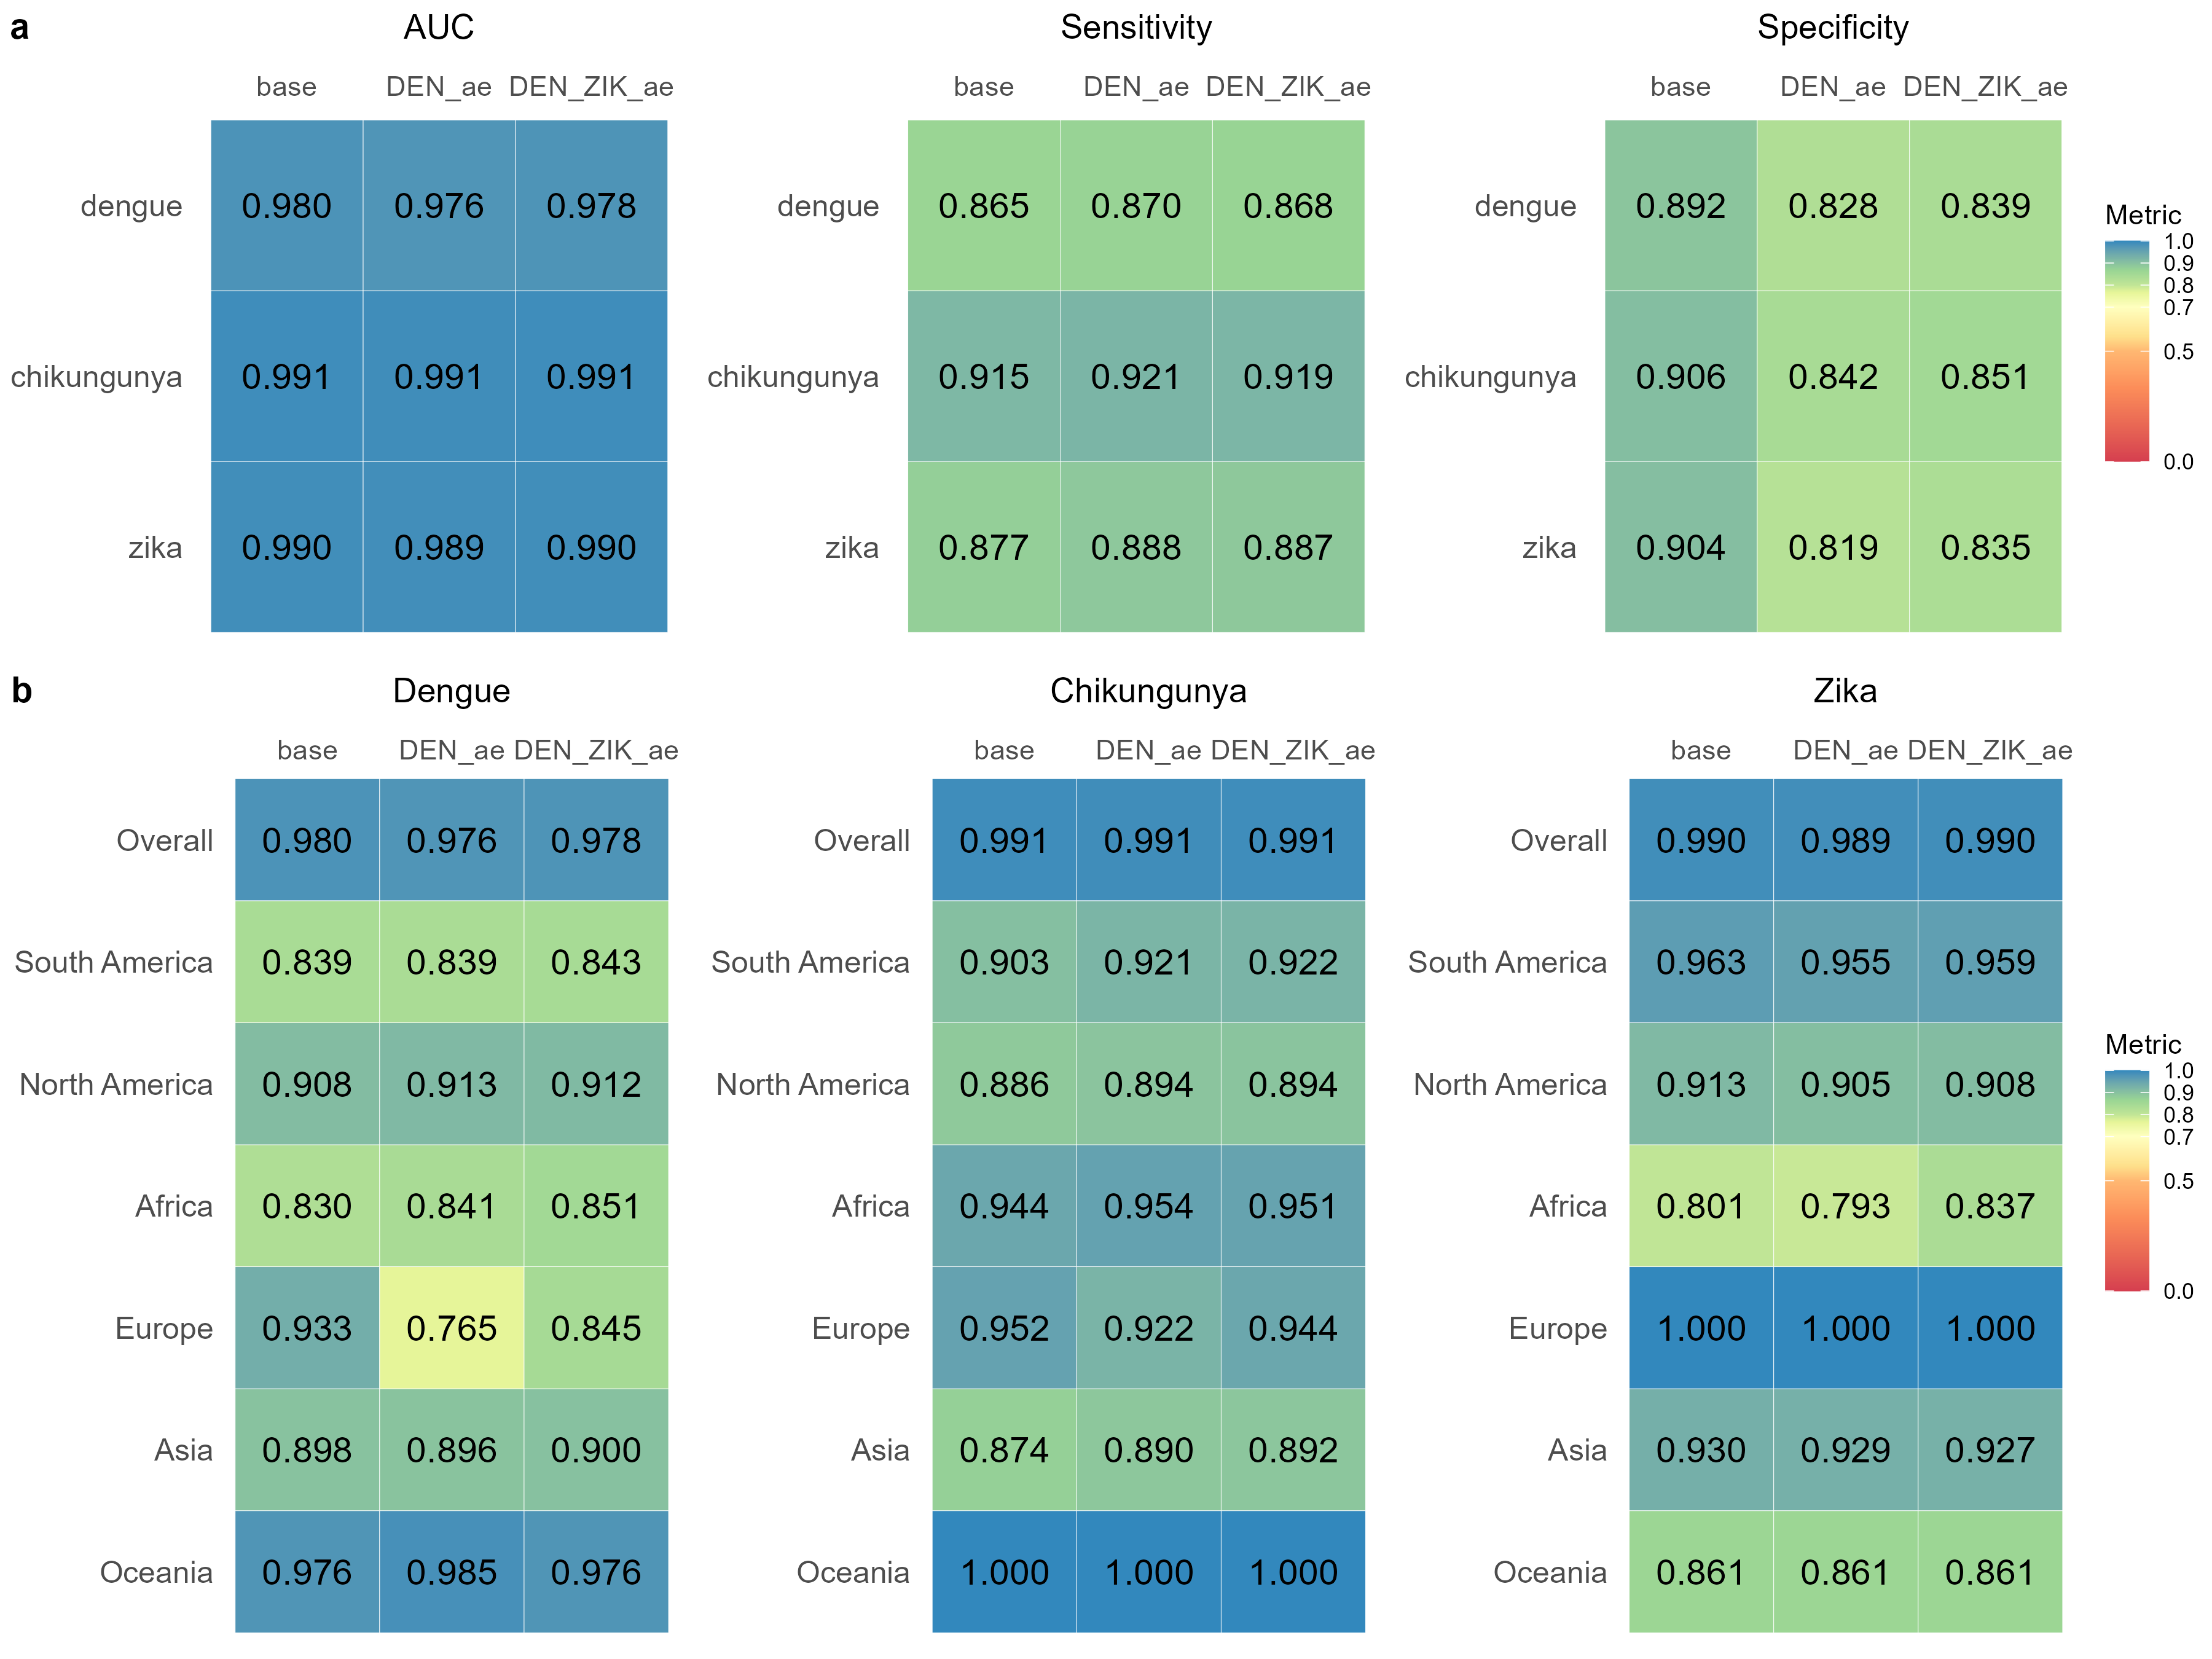 a
AUC Sensitivity Specificity
base DEN_ae DEN_ZIK_ae base DEN_ae DEN_ZIK_ae base DEN_ae DEN_ZIK_ae
dengue 0.980 0.976 0.978 dengue 0.865 0.870 0.868 dengue 0.892 0.828 0.839
chikungunya 0.991 0.991 0.991 chikungunya 0.915 0.921 0.919 chikungunya 0.906 0.842 0.851
zika 0.990 0.989 0.990 zika 0.877 0.888 0.887 zika 0.904 0.819 0.835
Metric
1.0
0.9
0.8
0.7
0.5
0.0
b
Dengue Chikungunya Zika
base DEN_ae DEN_ZIK_ae base DEN_ae DEN_ZIK_ae base DEN_ae DEN_ZIK_ae
Overall 0.980 0.976 0.978 Overall 0.991 0.991 0.991 Overall 0.990 0.989 0.990
South America 0.839 0.839 0.843 South America 0.903 0.921 0.922 South America 0.963 0.955 0.959
North America 0.908 0.913 0.912 North America 0.886 0.894 0.894 North America 0.913 0.905 0.908
Africa 0.830 0.841 0.851 Africa 0.944 0.954 0.951 Africa 0.801 0.793 0.837
Europe 0.933 0.765 0.845 Europe 0.952 0.922 0.944 Europe 1.000 1.000 1.000
Asia 0.898 0.896 0.900 Asia 0.874 0.890 0.892 Asia 0.930 0.929 0.927
Oceania 0.976 0.985 0.976 Oceania 1.000 1.000 1.000 Oceania 0.861 0.861 0.861
Metric
1.0
0.9
0.8
0.7
0.5
0.0